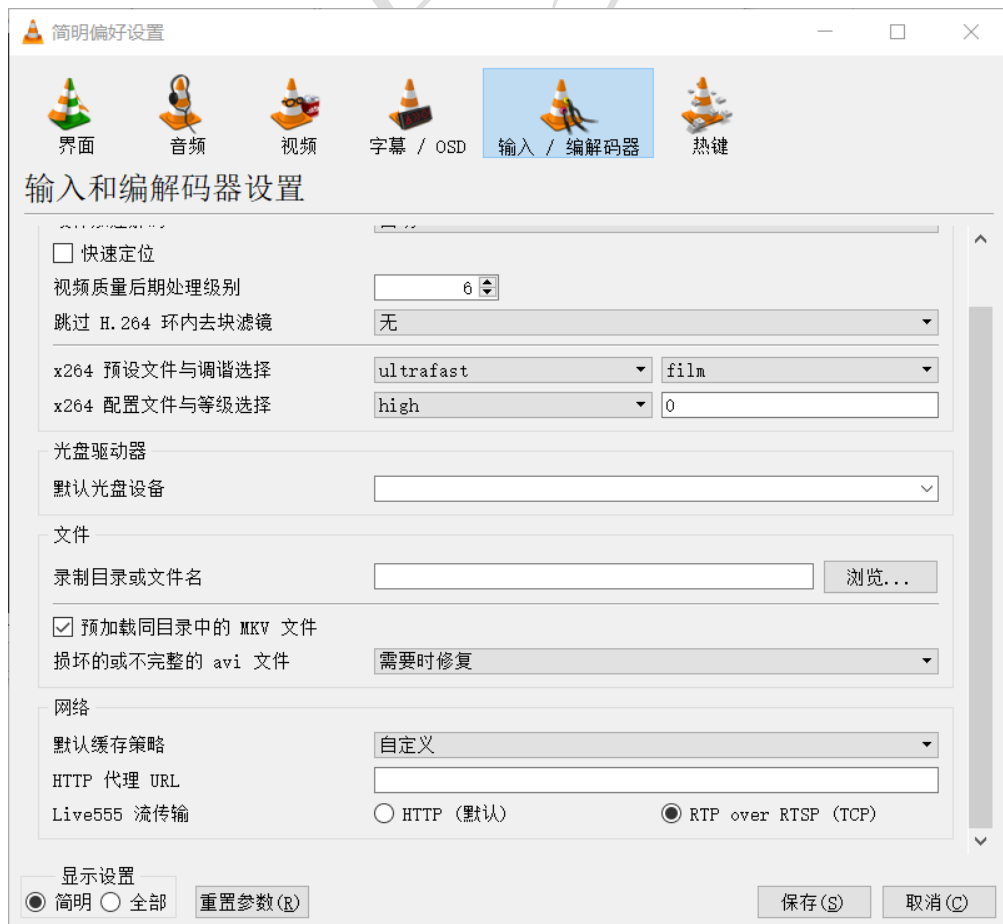 简明偏好设置
界面 音频 视频 字幕 / OSD 输入 / 编解码器 热键
输入和编解码器设置
快速定位
视频质量后期处理级别 6
跳过 H.264 环内去块滤镜 无
x264 预设文件与调谐选择 ultrafast film
x264 配置文件与等级选择 high 0
光盘驱动器
默认光盘设备
文件
录制目录或文件名 浏览...
预加载同目录中的 MKV 文件
损坏的或不完整的 avi 文件 需要时修复
网络
默认缓存策略 自定义
HTTP 代理 URL
Live555 流传输 HTTP (默认) RTP over RTSP (TCP)
显示设置
简明 全部 重置参数(R) 保存(S) 取消(C)